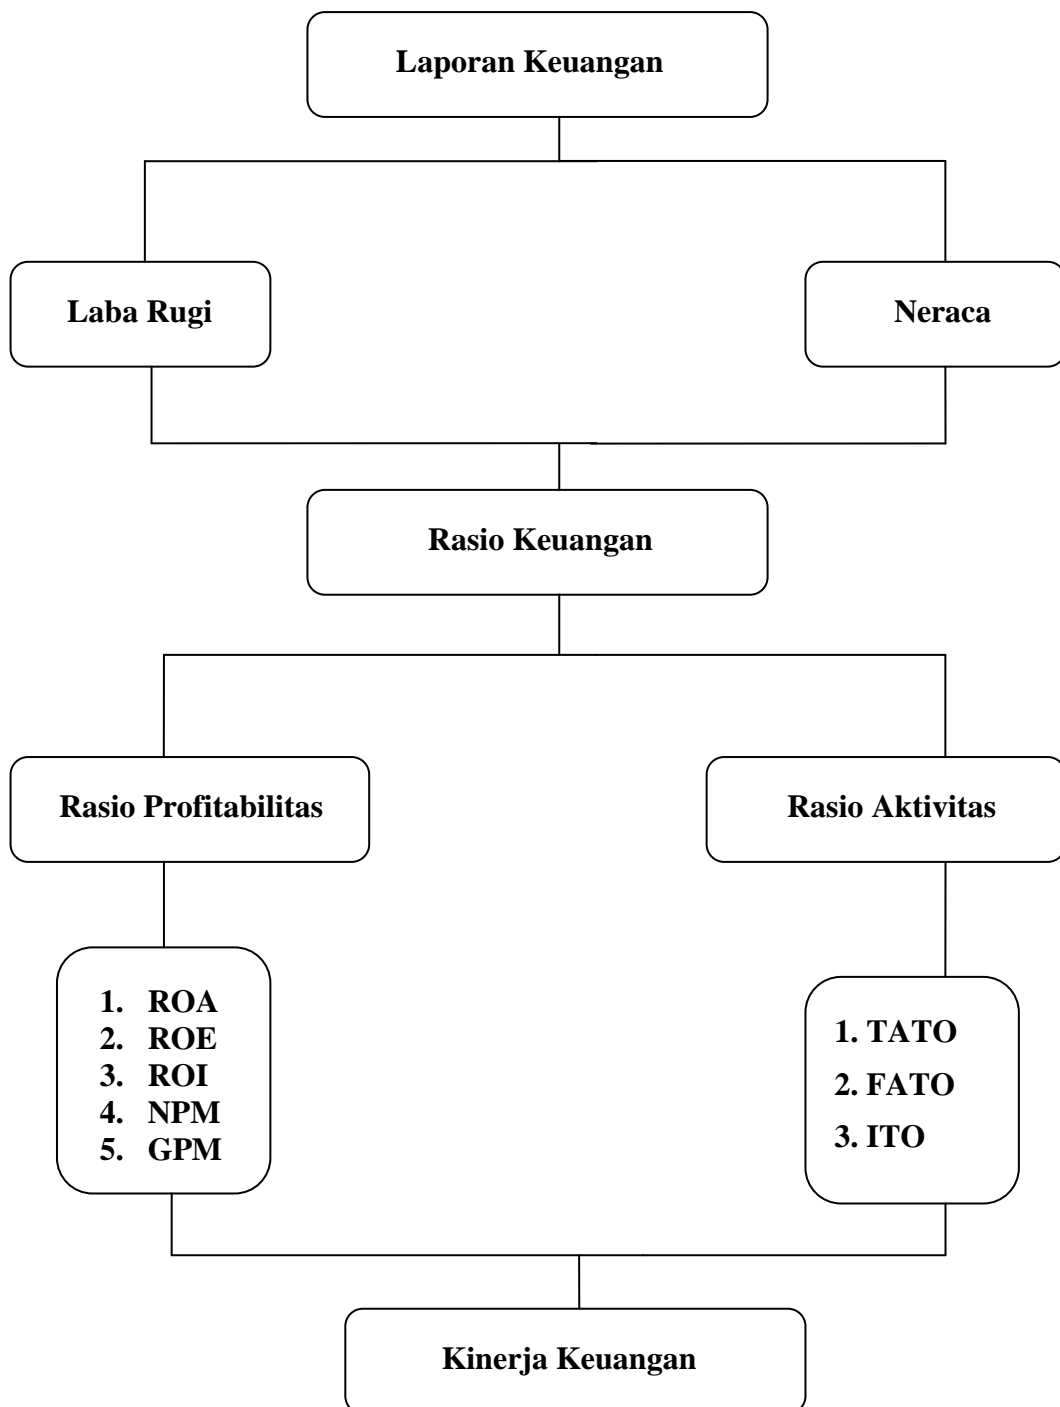 Laporan Keuangan
Laba Rugi
Neraca
Rasio Keuangan
Rasio Profitabilitas
Rasio Aktivitas
1. ROA
2. ROE
3. ROI
4. NPM
5. GPM
1. TATO
2. FATO
3. ITO
Kinerja Keuangan